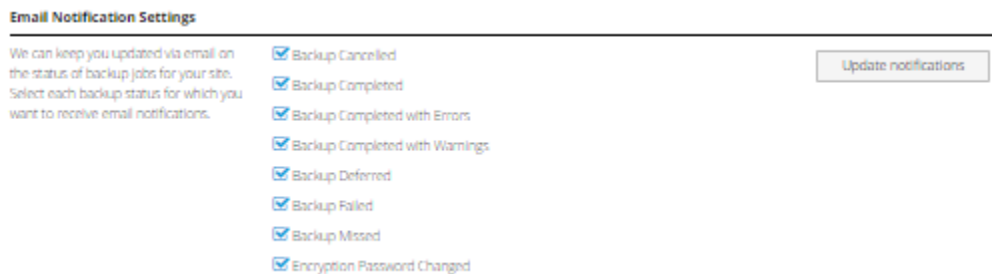 Email Notification Settings
We can keep you updated via email on
the status of backup jobs for your site.
Select each backup status for which you
want to receive email notifications.
Backup Cancelled
Backup Completed
Backup Completed with Errors
Backup Completed with Warnings
Backup Deferred
Backup Failed
Backup Missed
Encryption Password Changed
Update notifications